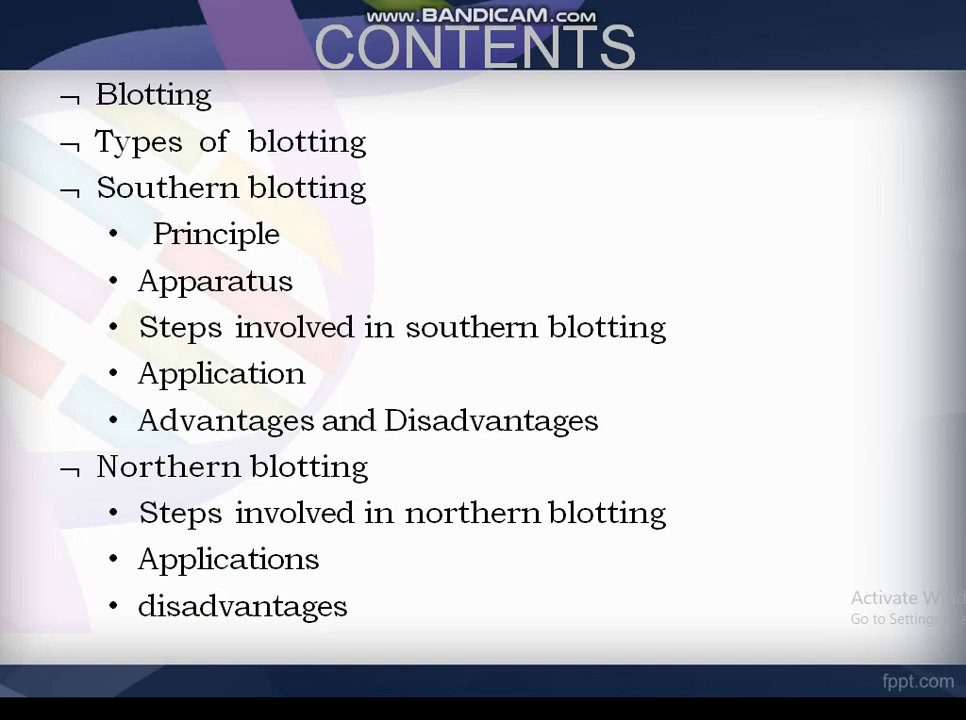 www.BANDICAM.com
CONTENTS
¬ Blotting
¬ Types of blotting
¬ Southern blotting
• Principle
• Apparatus
• Steps involved in southern blotting
• Application
• Advantages and Disadvantages
¬ Northern blotting
• Steps involved in northern blotting
• Applications
• disadvantages
Activate
Go to Settings
fppt.com